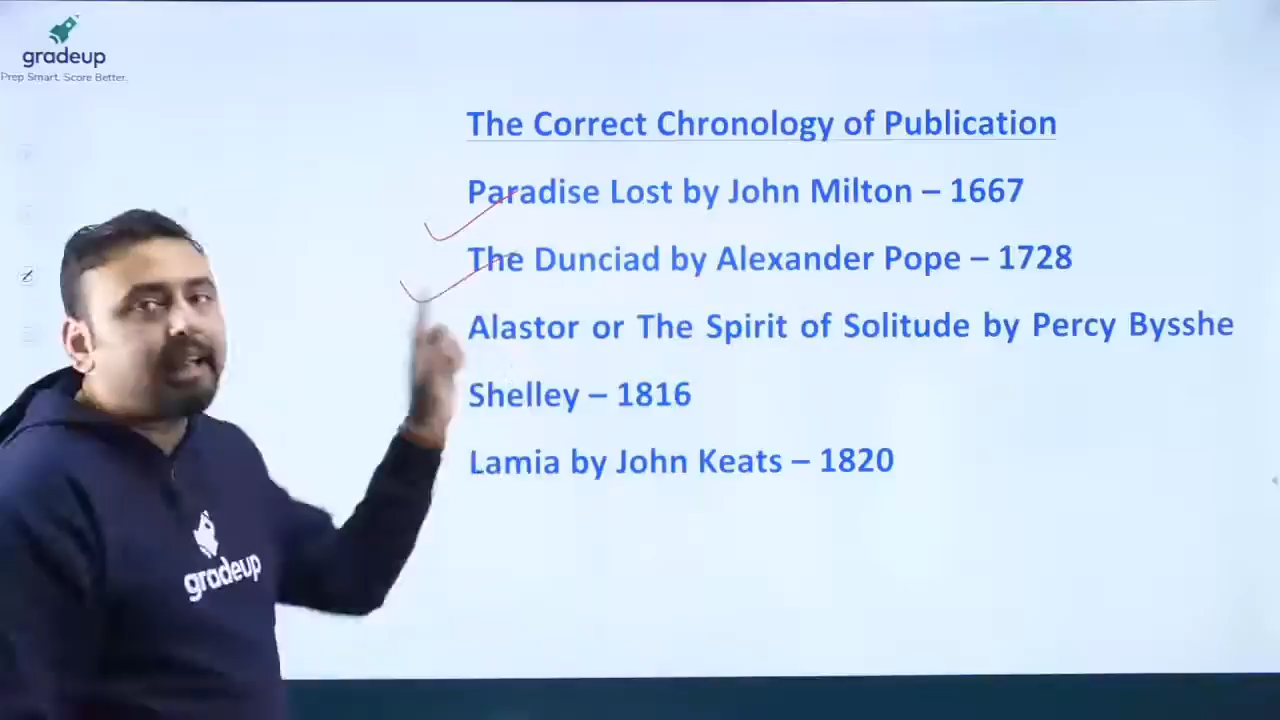 gradeup
Prep Smart. Score Better.
The Correct Chronology of Publication
Paradise Lost by John Milton – 1667
The Dunciad by Alexander Pope – 1728
Alastor or The Spirit of Solitude by Percy Bysshe
Shelley – 1816
Lamia by John Keats – 1820
gradeup